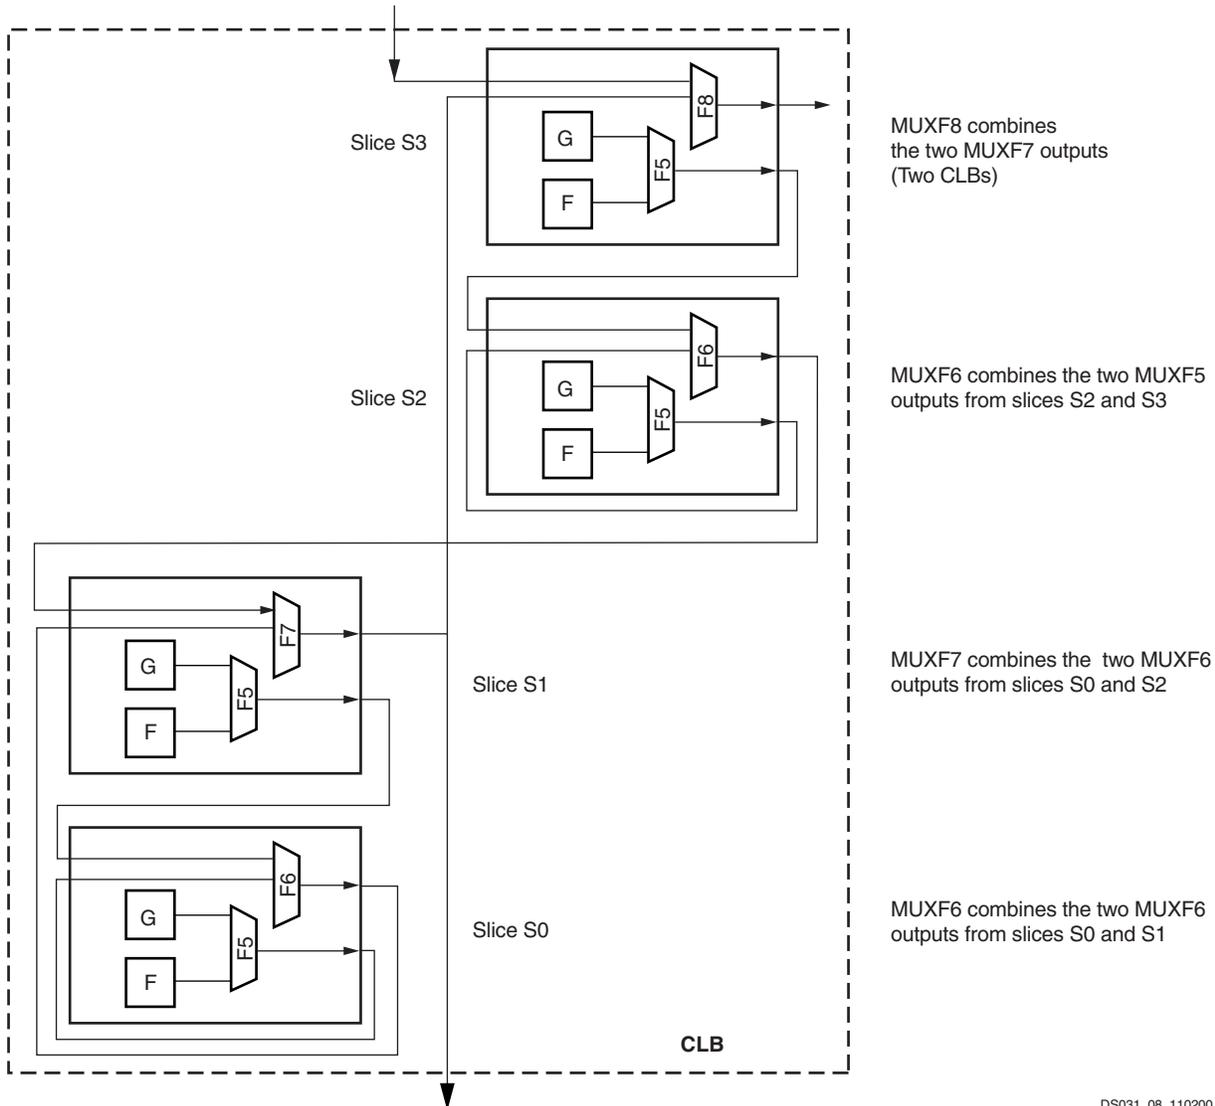 F8
Slice S3
G
F5
F
MUXF8 combines
the two MUXF7 outputs
(Two CLBs)
F6
Slice S2
G
F5
F
MUXF6 combines the two MUXF5
outputs from slices S2 and S3
F7
G
F5
F
Slice S1
MUXF7 combines the  two MUXF6
outputs from slices S0 and S2
F6
G
F5
F
Slice S0
MUXF6 combines the two MUXF6
outputs from slices S0 and S1
CLB
DS031_08_110200